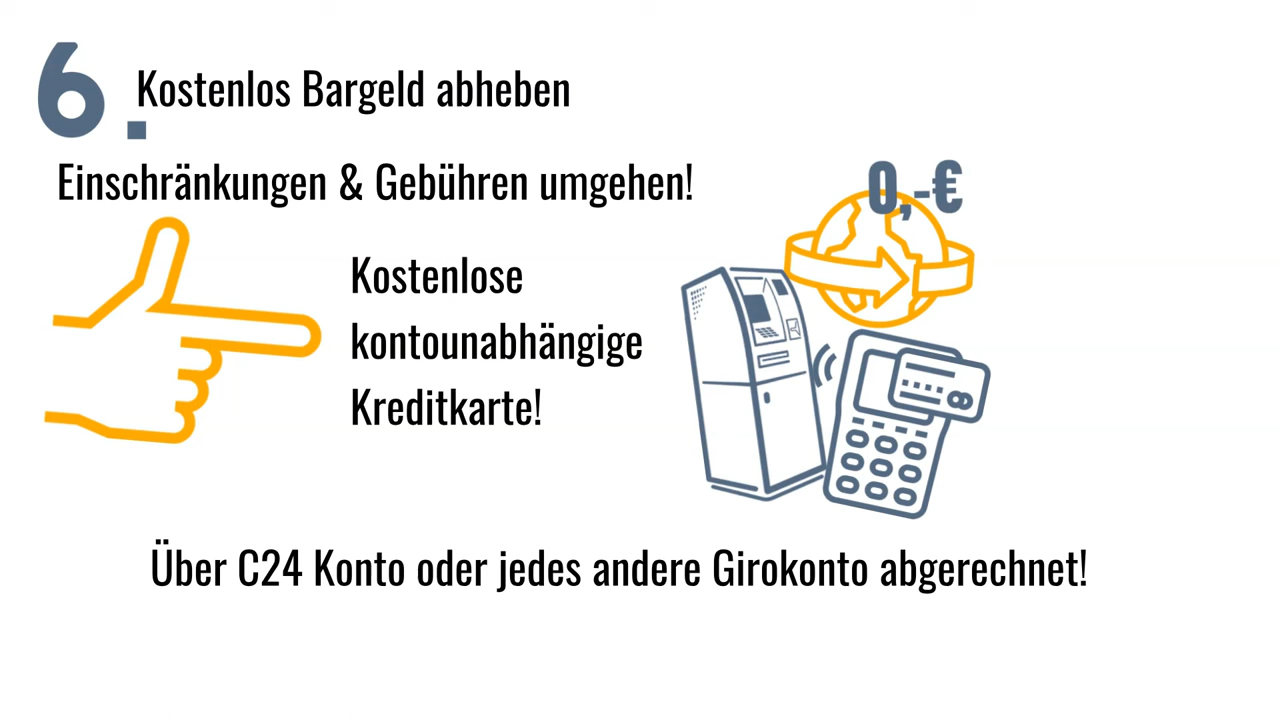 6. Kostenlos Bargeld abheben
Einschränkungen & Gebühren umgehen!
0,-€
Kostenlose
kontounabhängige
Kreditkarte!
Über C24 Konto oder jedes andere Girokonto abgerechnet!